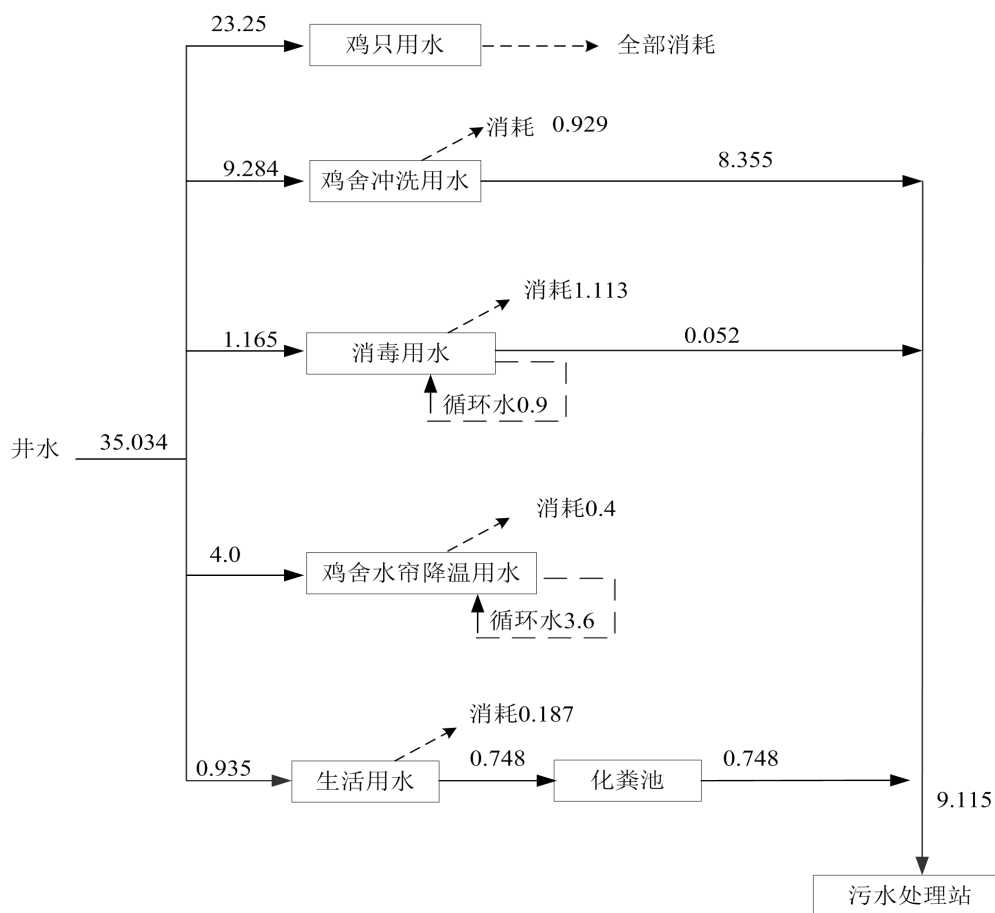 23.25
鸡只用水
全部消耗
消耗 0.929
9.284
鸡舍冲洗用水
8.355
消耗1.113
1.165
消毒用水
0.052
循环水0.9
井水
35.034
消耗0.4
4.0
鸡舍水帘降温用水
循环水3.6
消耗0.187
0.935
生活用水
0.748
化粪池
0.748
9.115
污水处理站